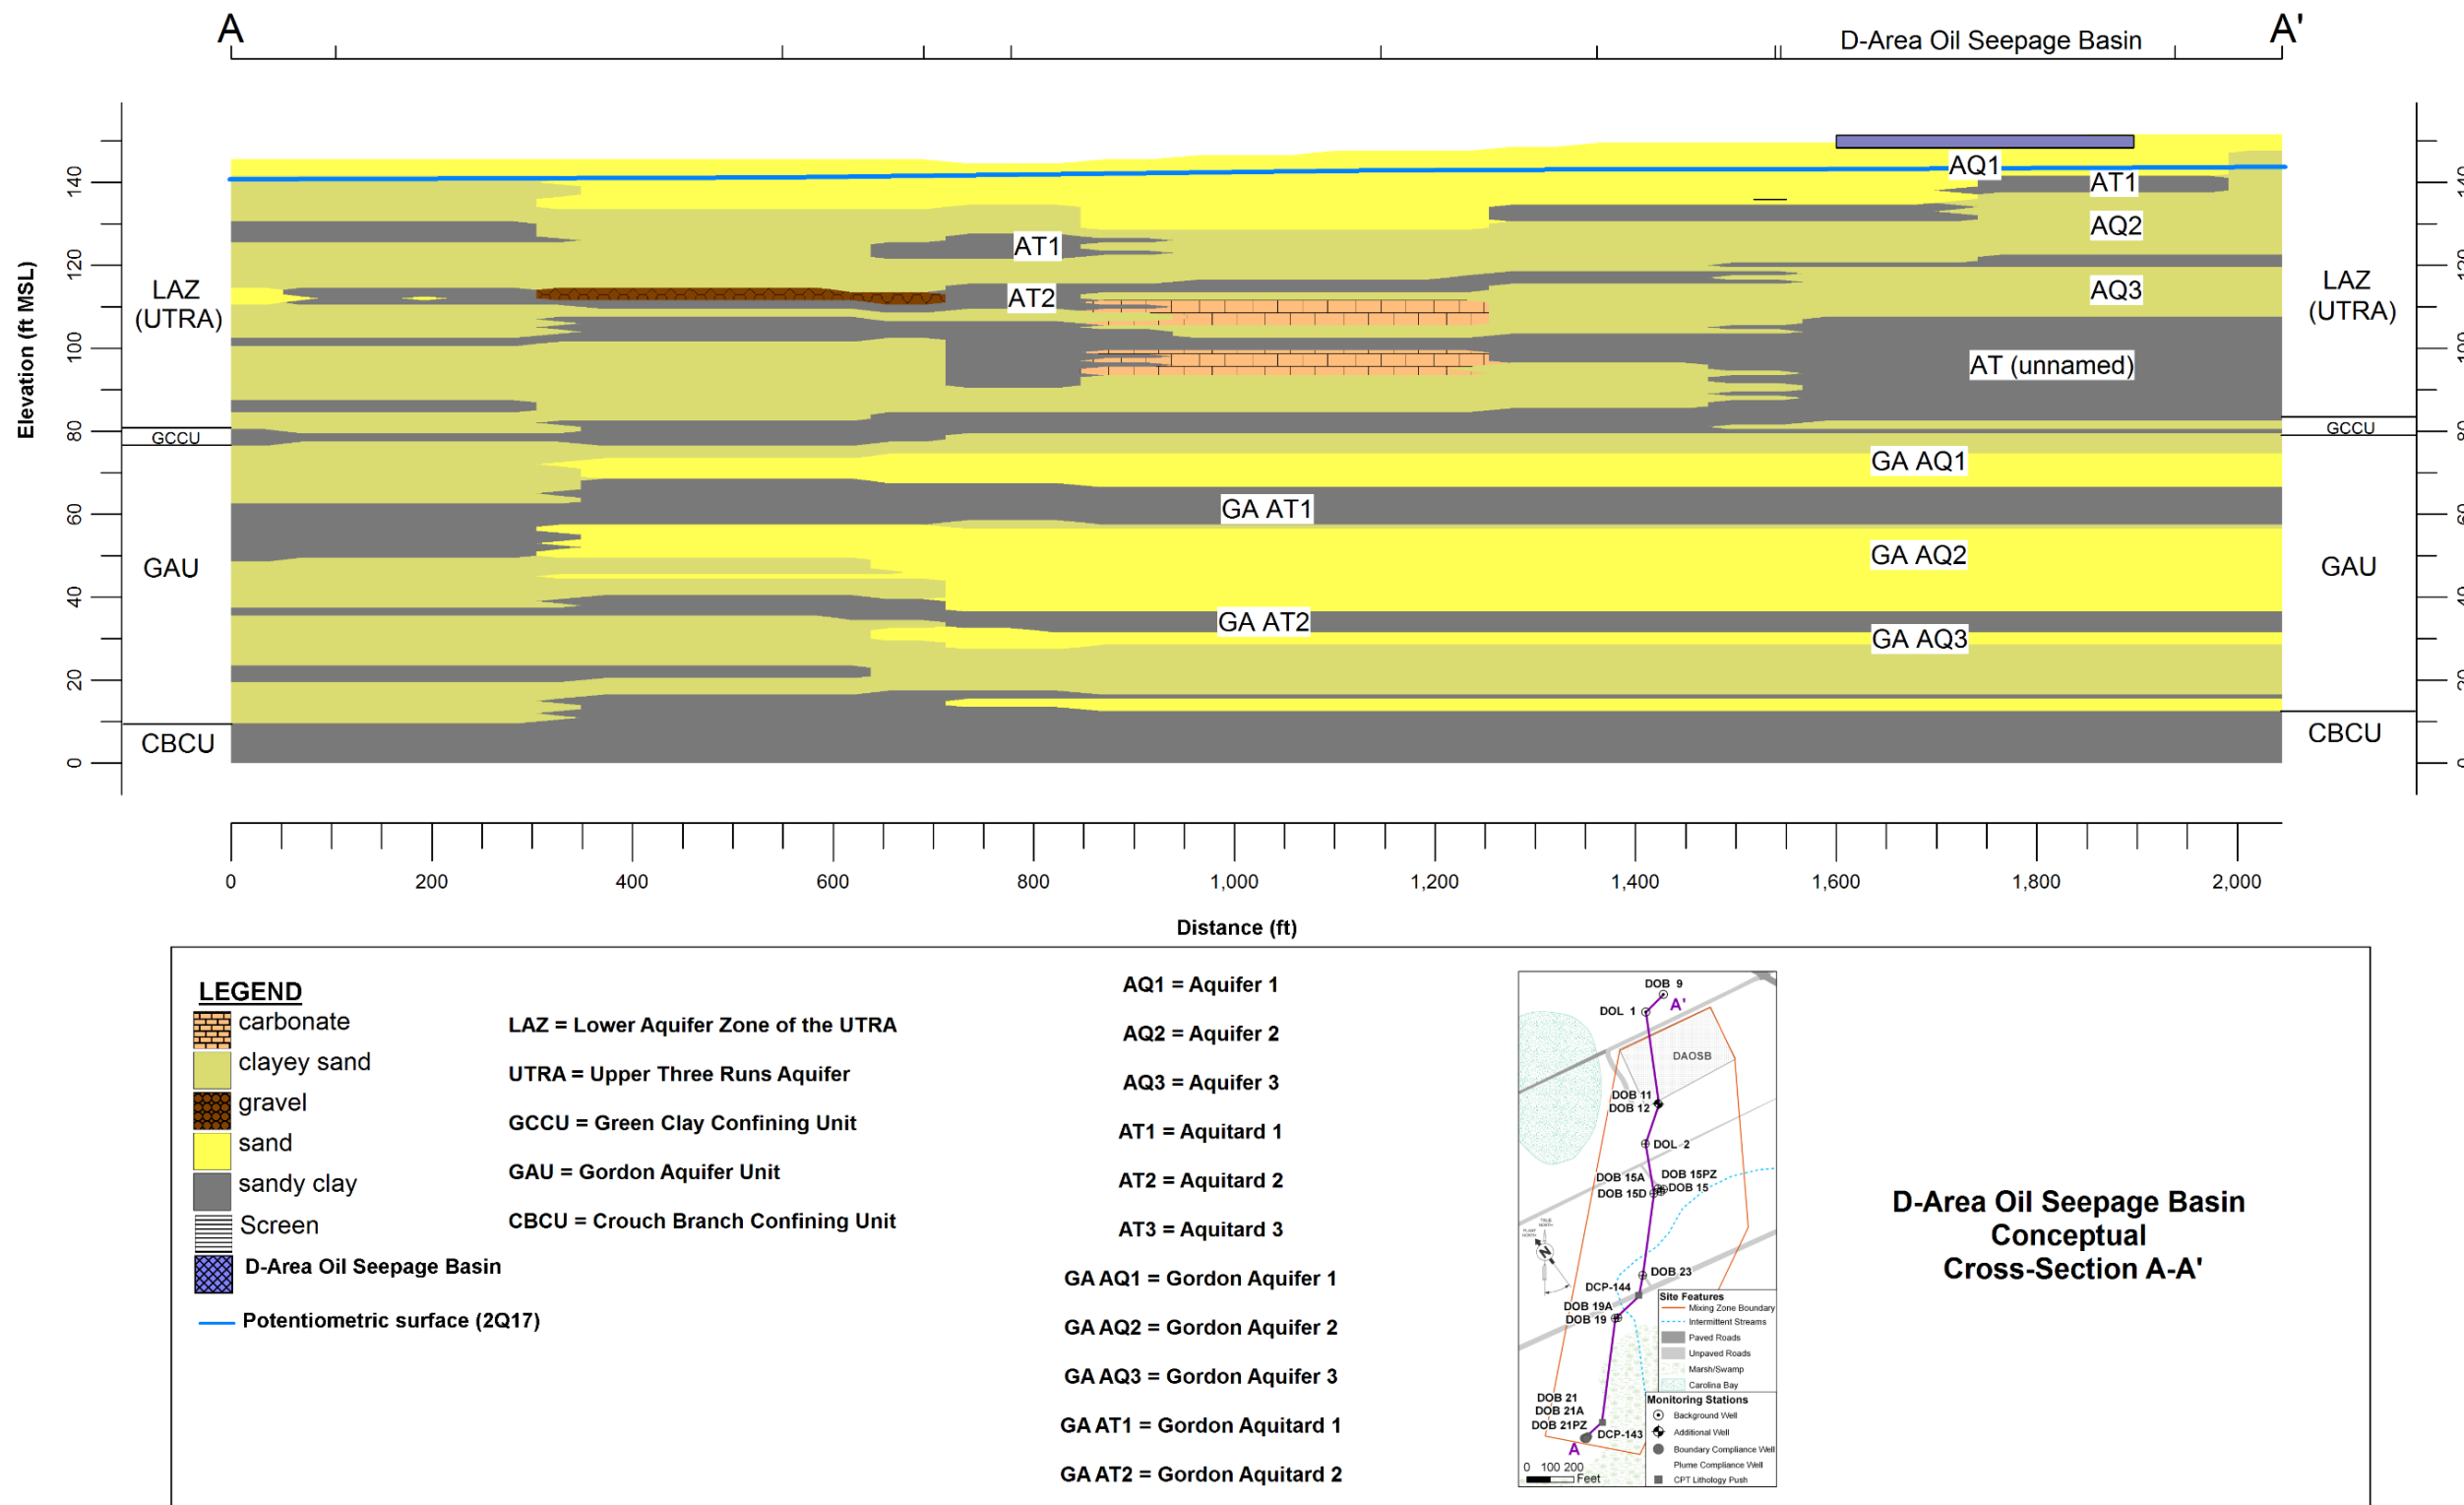 A
D-Area Oil Seepage Basin
A'
Elevation (ft MSL)
140
120
100
80
60
40
20
0
LAZ
(UTRA)
GCCU
GAU
CBCU
AQ1
AT1
AQ2
AT1
AT2
AQ3
AT (unnamed)
GA AQ1
GA AT1
GA AQ2
GA AT2
GA AQ3
LAZ
(UTRA)
GCCU
GAU
CBCU
0
200
400
600
800
1,000
1,200
1,400
1,600
1,800
2,000
Distance (ft)
LEGEND
carbonate
clayey sand
gravel
sand
sandy clay
Screen
D-Area Oil Seepage Basin
Potentiometric surface (2Q17)
LAZ = Lower Aquifer Zone of the UTRA
UTRA = Upper Three Runs Aquifer
GCCU = Green Clay Confining Unit
GAU = Gordon Aquifer Unit
CBCU = Crouch Branch Confining Unit
AQ1 = Aquifer 1
AQ2 = Aquifer 2
AQ3 = Aquifer 3
AT1 = Aquitard 1
AT2 = Aquitard 2
AT3 = Aquitard 3
GA AQ1 = Gordon Aquifer 1
GA AQ2 = Gordon Aquifer 2
GA AQ3 = Gordon Aquifer 3
GA AT1 = Gordon Aquitard 1
GA AT2 = Gordon Aquitard 2
DOB 9
A'
DOL 1
DAOSB
DOB 11
DOB 12
DOL 2
DOB 15A
DOB 15PZ
DOB 15
DOB 15D
TRUE
NORTH
PLANT
NORTH
N
DOB 23
DCP-144
DOB 19A
DOB 19
DOB 21
DOB 21A
DOB 21PZ
DCP-143
A
0 100 200
Feet
Site Features
Mixing Zone Boundary
Intermittent Streams
Paved Roads
Unpaved Roads
Marsh/Swamp
Carolina Bay
Monitoring Stations
Background Well
Additional Well
Boundary Compliance Well
Plume Compliance Well
CPT Lithology Push
D-Area Oil Seepage Basin
Conceptual
Cross-Section A-A'